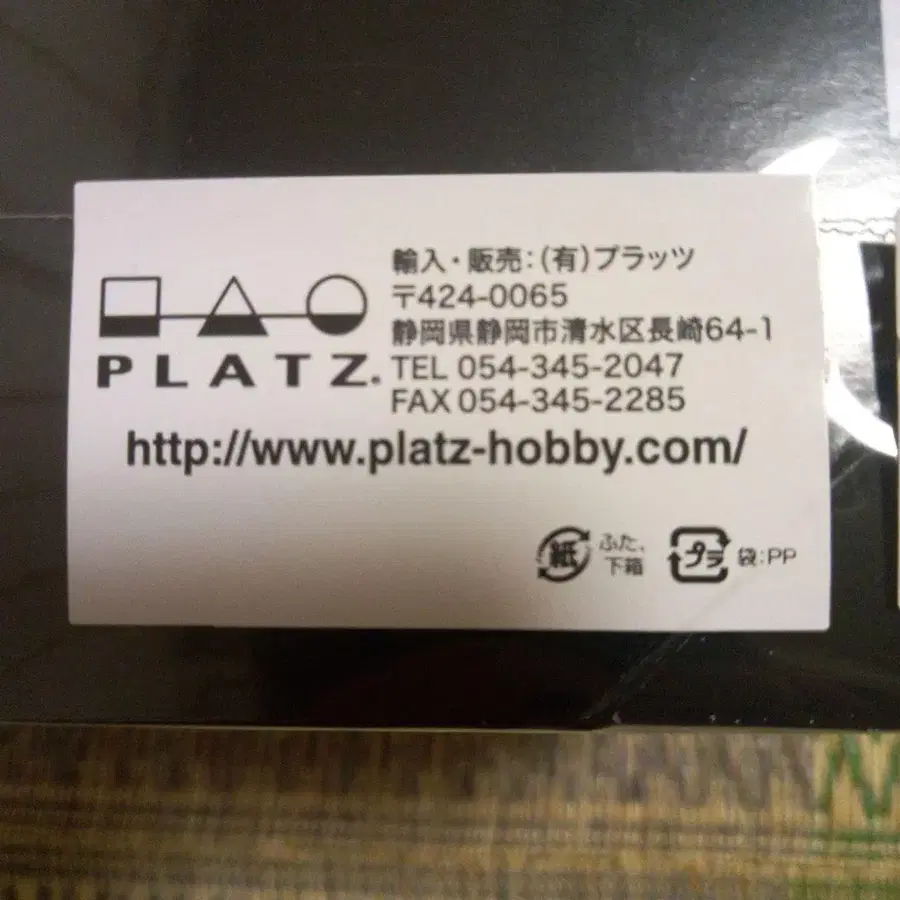 輸入・販売:(有)プラッツ
〒424-0065
静岡県静岡市清水区長崎64-1
PLATZ.
TEL 054-345-2047
FAX 054-345-2285
http://www.platz-hobby.com/
紙 ふた、
下箱
プラ 袋:PP